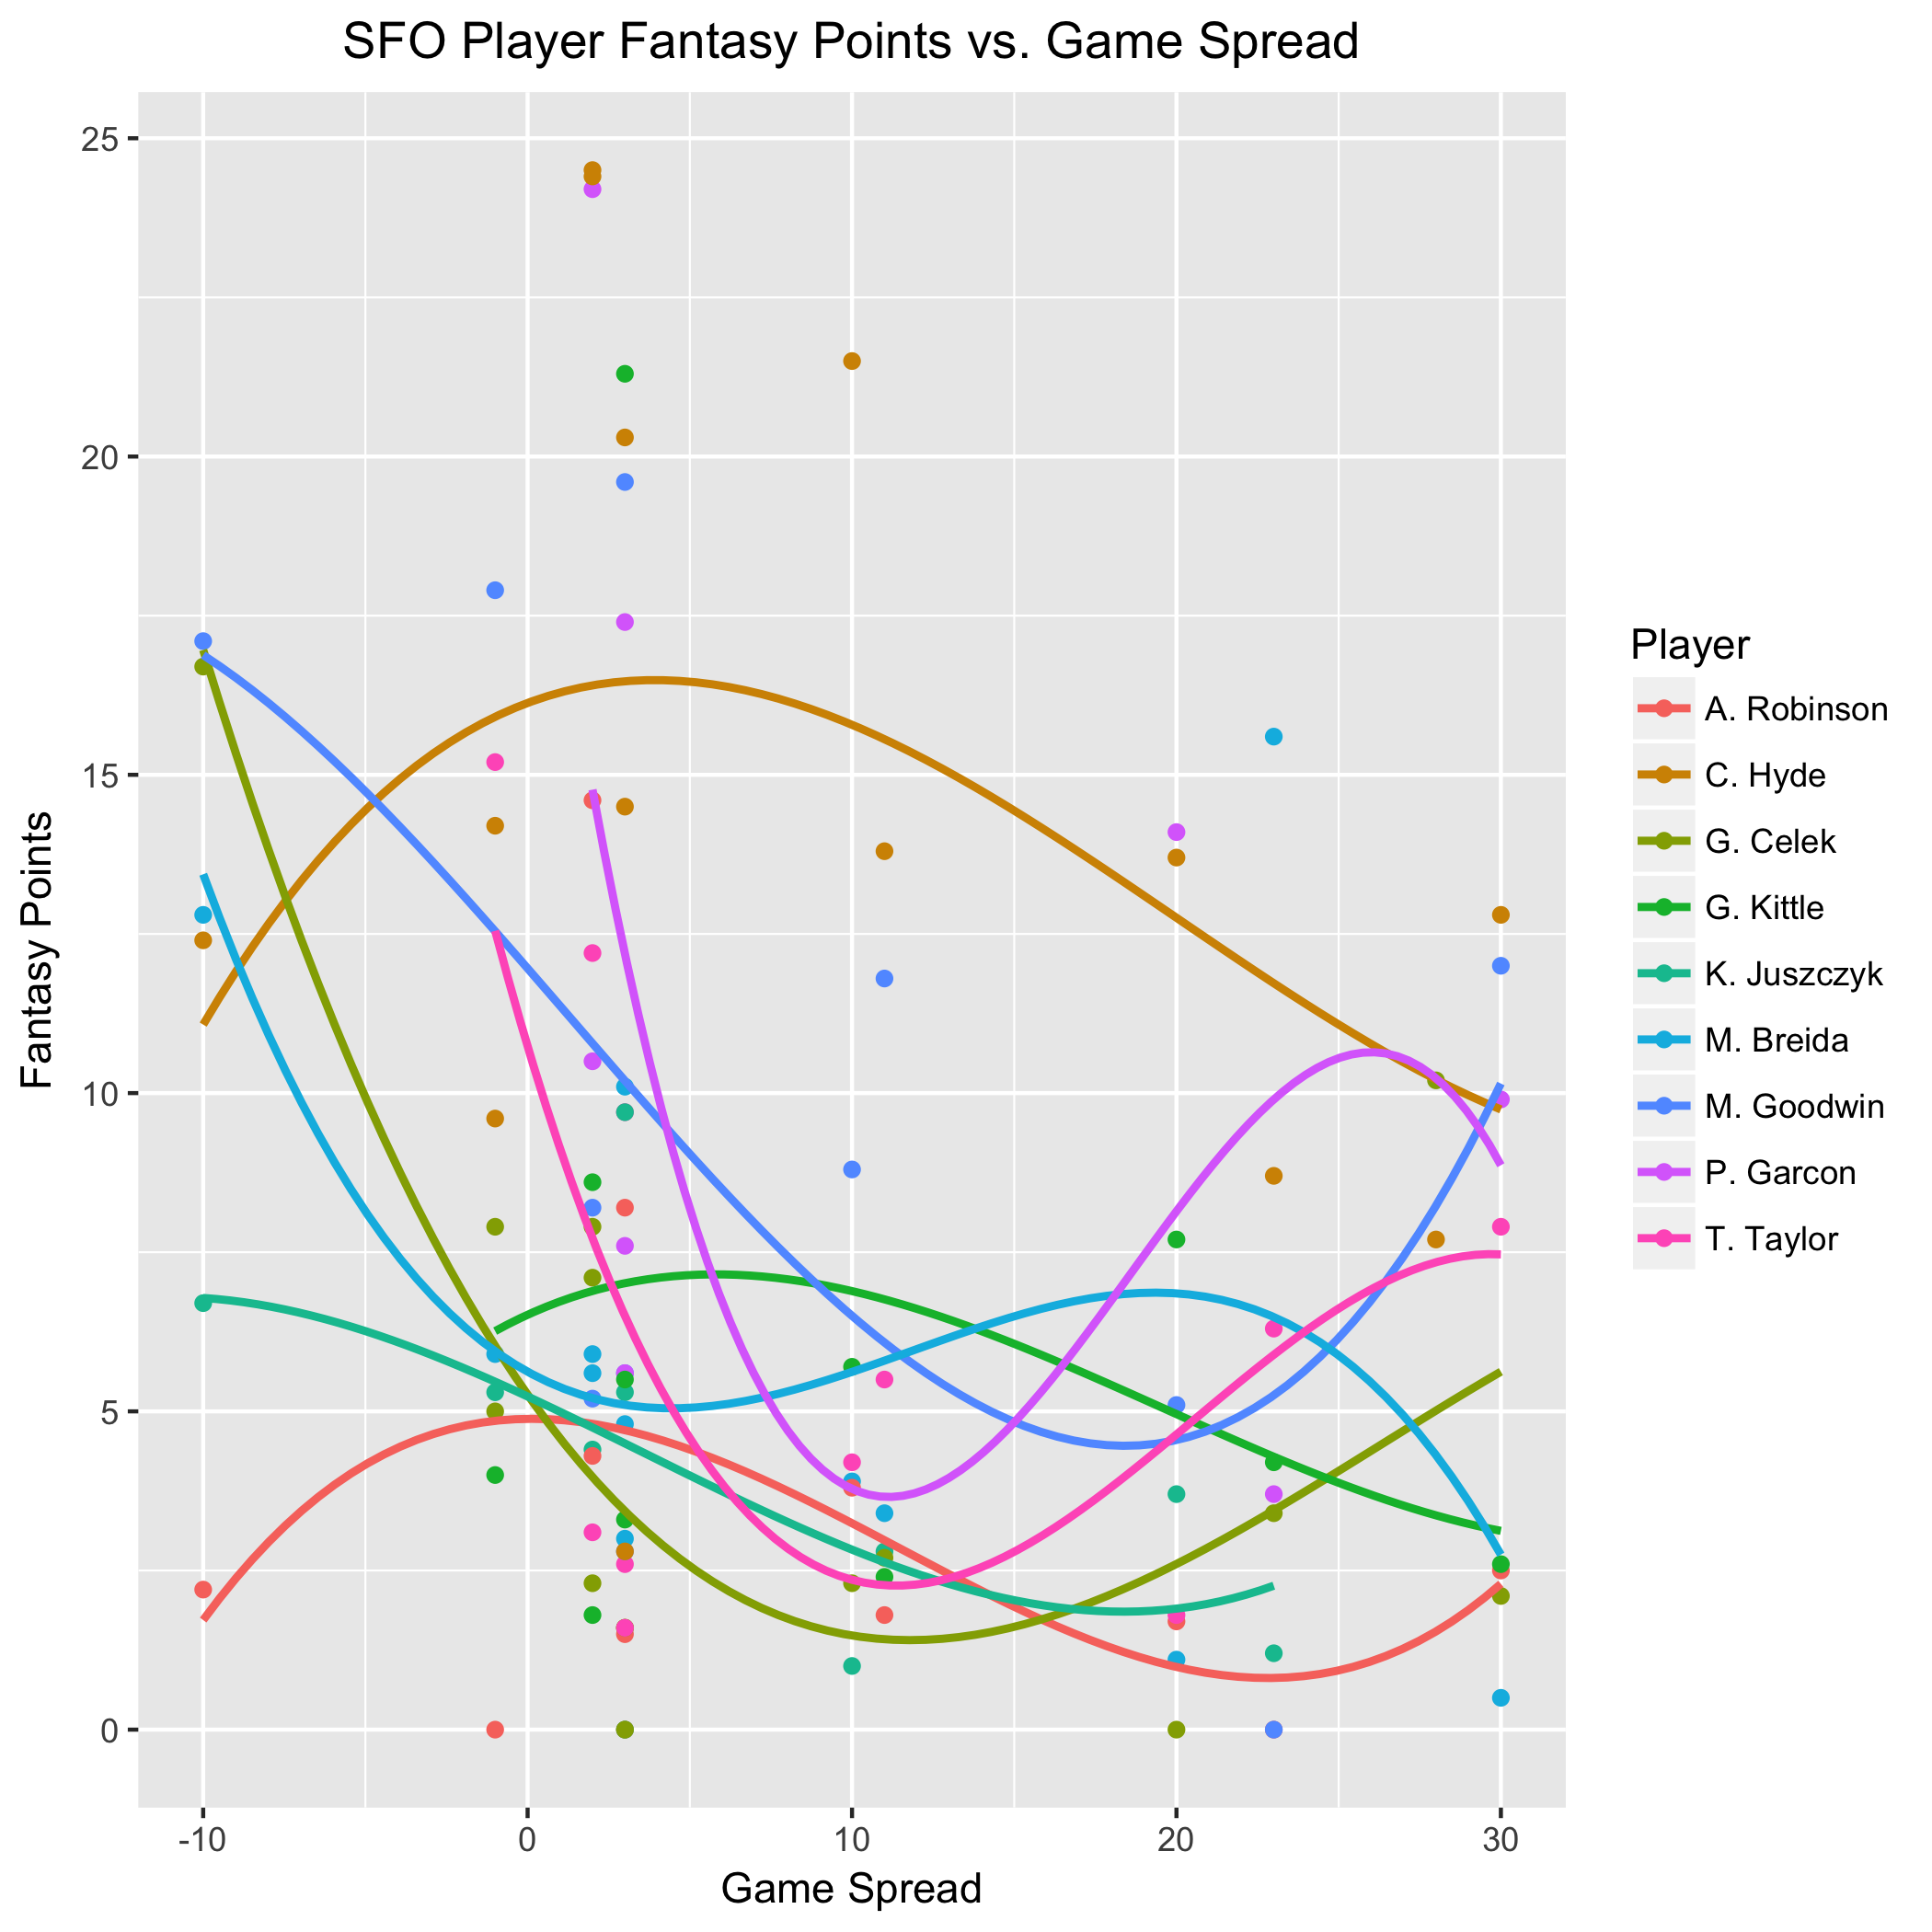 SFO Player Fantasy Points vs. Game Spread
Fantasy Points
25
20
15
10
5
0
-10
0
10
20
30
Game Spread
Player
A. Robinson
C. Hyde
G. Celek
G. Kittle
K. Juszczyk
M. Breida
M. Goodwin
P. Garcon
T. Taylor